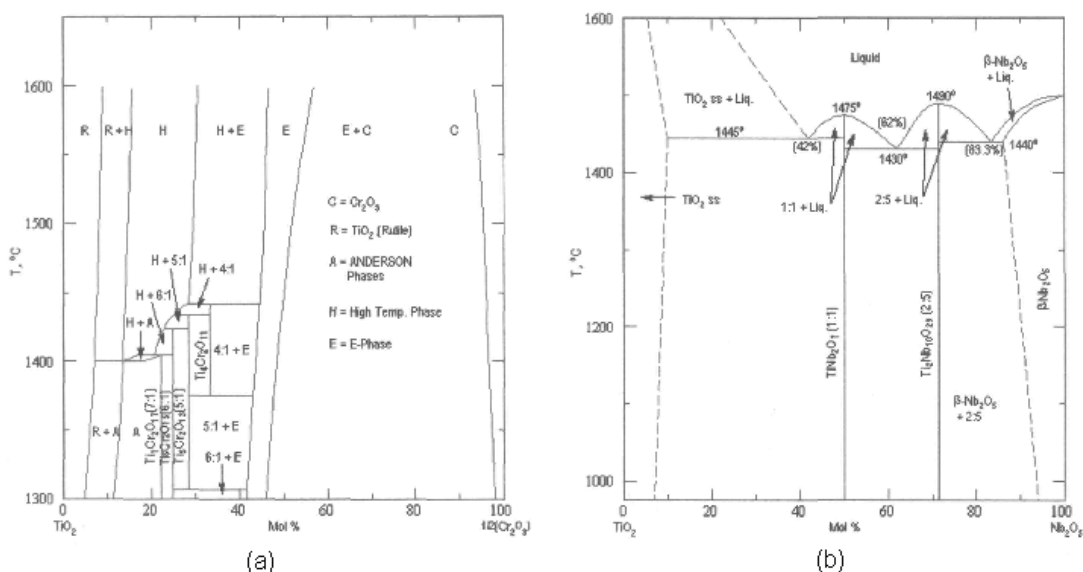 1600
1500
1400
1300
T, °C
R
R + H
H
H + E
E
E + C
C
C = Cr₂O₃
R = TiO₂ (Rutile)
A = ANDERSON
Phases
H = High Temp. Phase
E = E-Phase
H + 5:1
H + 4:1
H + 6:1
H + A
Ti₄Cr₂O₁₁
4:1 + E
R + A
A
(7:1)
(6:1)
(5:1)
5:1 + E
6:1 + E
0
20
40
60
80
100
TiO₂
Mol %
1/2(Cr₂O₃)
(a)
1600
1400
1200
1000
T, °C
Liquid
β-Nb₂O₅
+ Liq.
TiO₂ ss + Liq.
1475°
1490°
1445°
(62%)
(42%)
1430°
(83.3%)
1440°
TiO₂ ss
1:1 + Liq.
2:5 + Liq.
(1:1)
(2:5)
β-Nb₂O₅
β-Nb₂O₅
+ 2:5
0
20
40
60
80
100
TiO₂
Mol %
Nb₂O₅
(b)